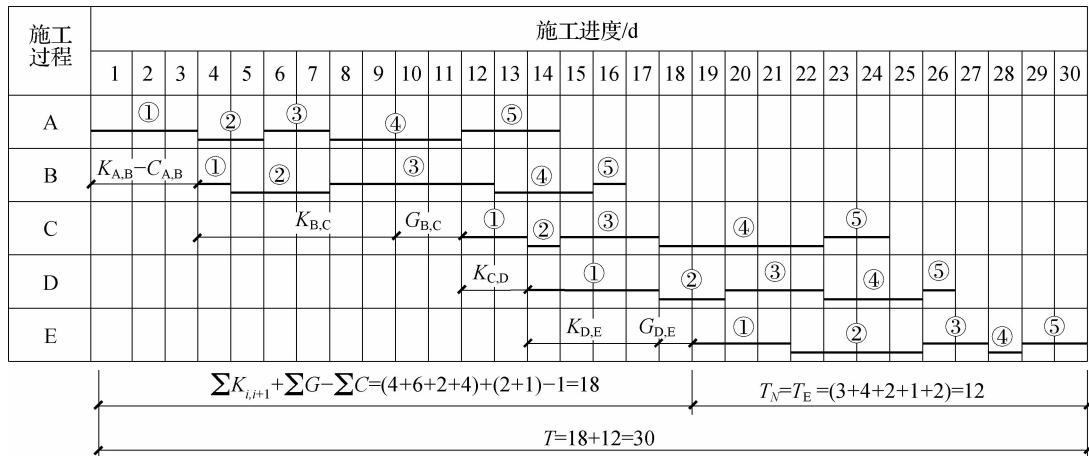 施工
过程
施工进度/d
1 2 3 4 5 6 7 8 9 10 11 12 13 14 15 16 17 18 19 20 21 22 23 24 25 26 27 28 29 30
A ① ② ③ ④ ⑤
B K_{A,B}−C_{A,B} ① ② ③ ④ ⑤
C K_{B,C} G_{B,C} ① ② ③ ④ ⑤
D K_{C,D} ① ② ③ ④ ⑤
E K_{D,E} G_{D,E} ① ② ③ ④ ⑤
∑K_{i,i+1}+∑G−∑C=(4+6+2+4)+(2+1)−1=18
T_N=T_E=(3+4+2+1+2)=12
T=18+12=30